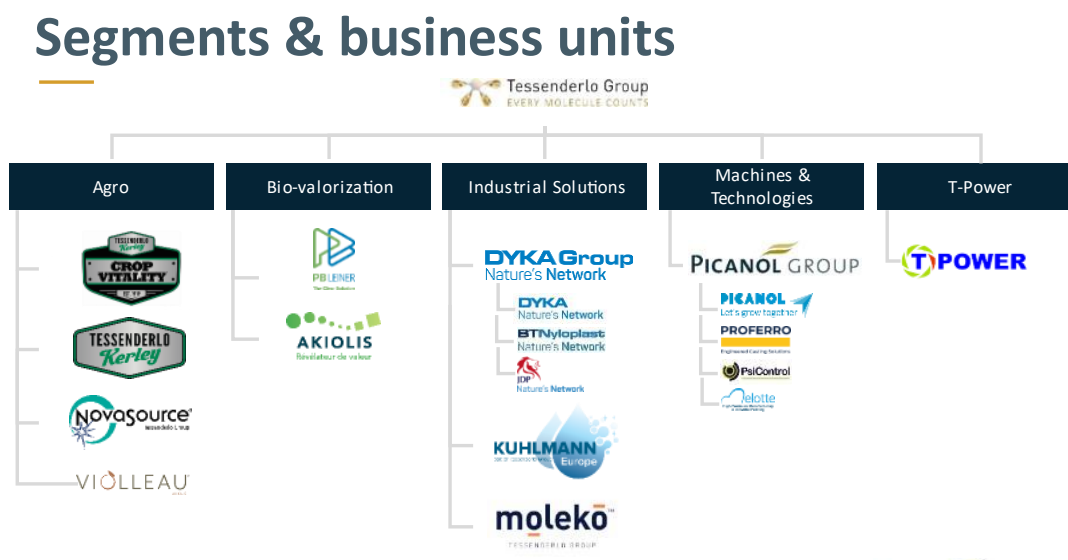 Segments & business units
Tessenderlo Group
EVERY MOLECULE COUNTS
Agro
Bio-valorization
Industrial Solutions
Machines &
Technologies
T-Power
TESSENDERLO
Kerley
CROP
VITALITY
TESSENDERLO
Kerley
NovaSource®
Tessenderlo Group
VIOLLEAU
PB LEINER
AKIOLIS
Révélateur de valeur
DYKA Group
Nature's Network
DYKA
Nature's Network
BTNyloplast
Nature's Network
JDP
Nature's Network
KUHLMANN
Europe
moleko™
TESSENDERLO GROUP
PICANOL GROUP
PICANOL
Let's grow together
PROFERRO
Engineered Casting Solutions
PsiControl
Melotte
T POWER